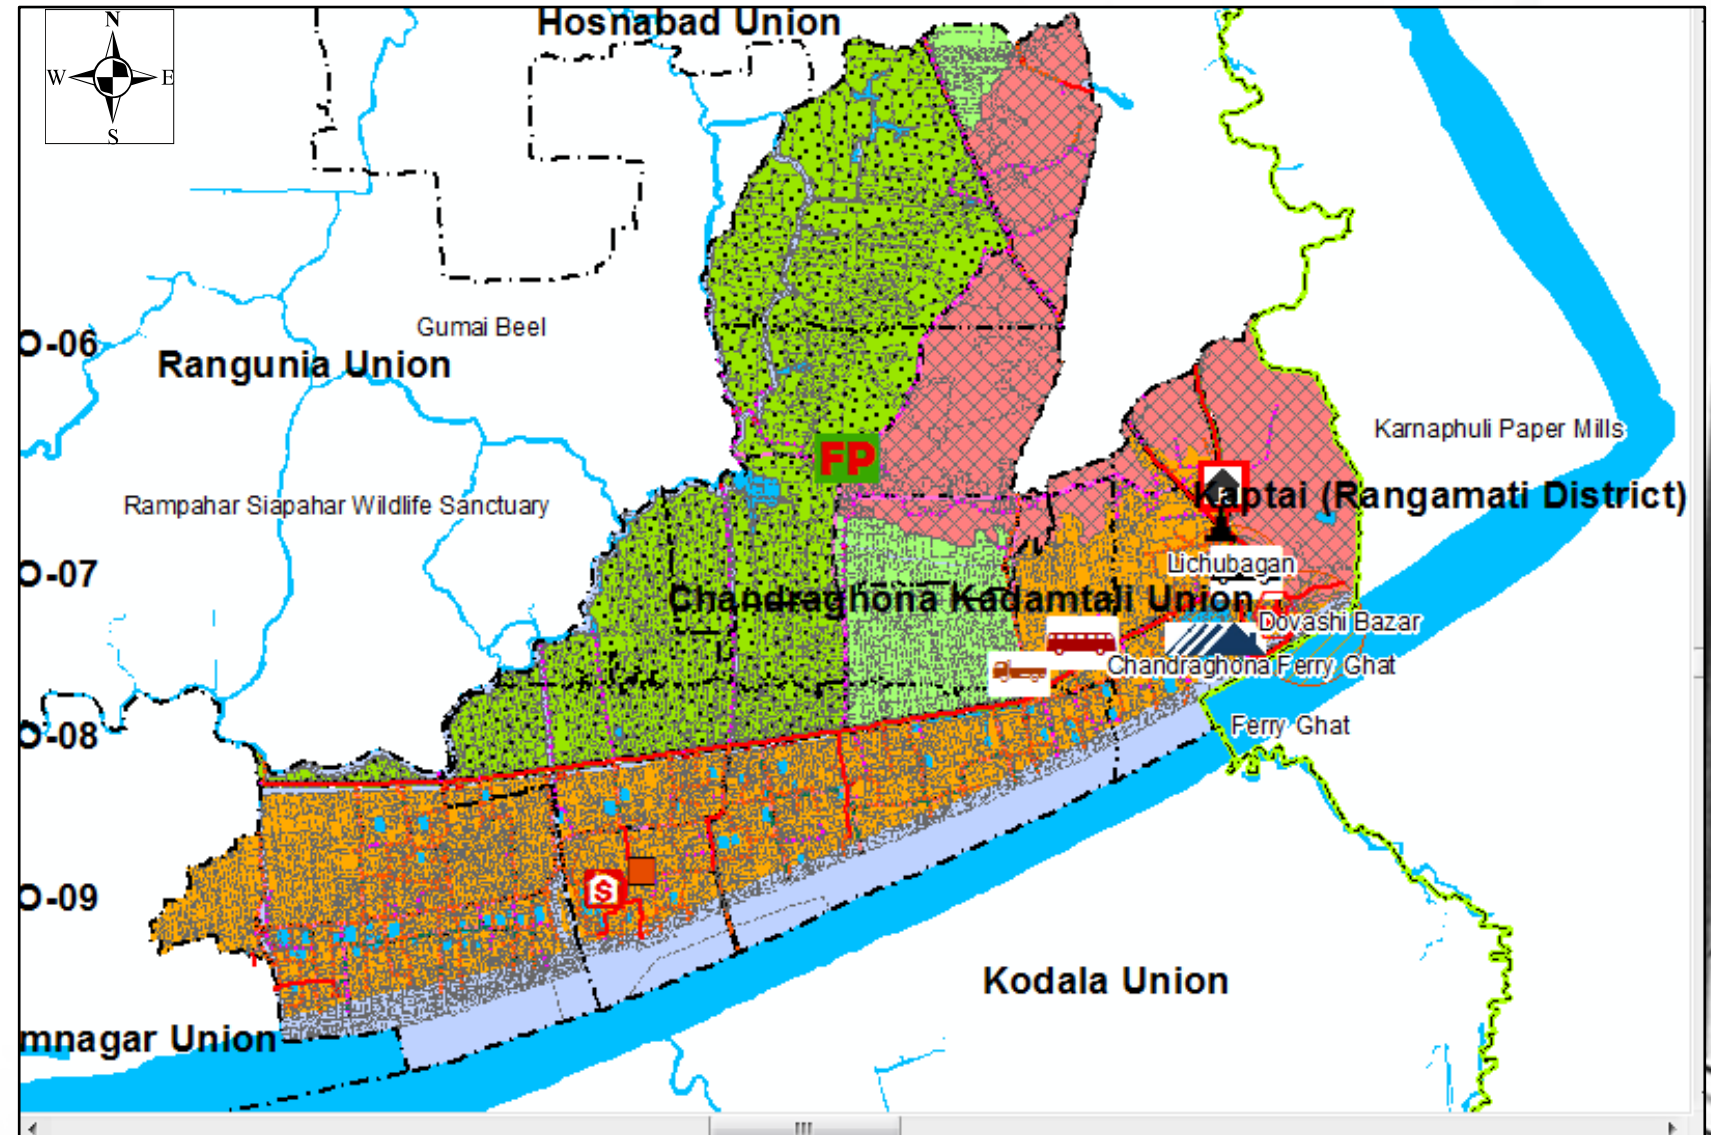 N
W E
S
Hosnabad Union
Gumai Beel
O-06
Rangunia Union
Karnaphuli Paper Mills
FP
Rampahar Siapahar Wildlife Sanctuary
Kaptai (Rangamati District)
Lichubagan
O-07
Chandraghona Kadamtali Union
Dovashi Bazar
Chandraghona Ferry Ghat
Ferry Ghat
O-08
S
O-09
Kodala Union
mnagar Union